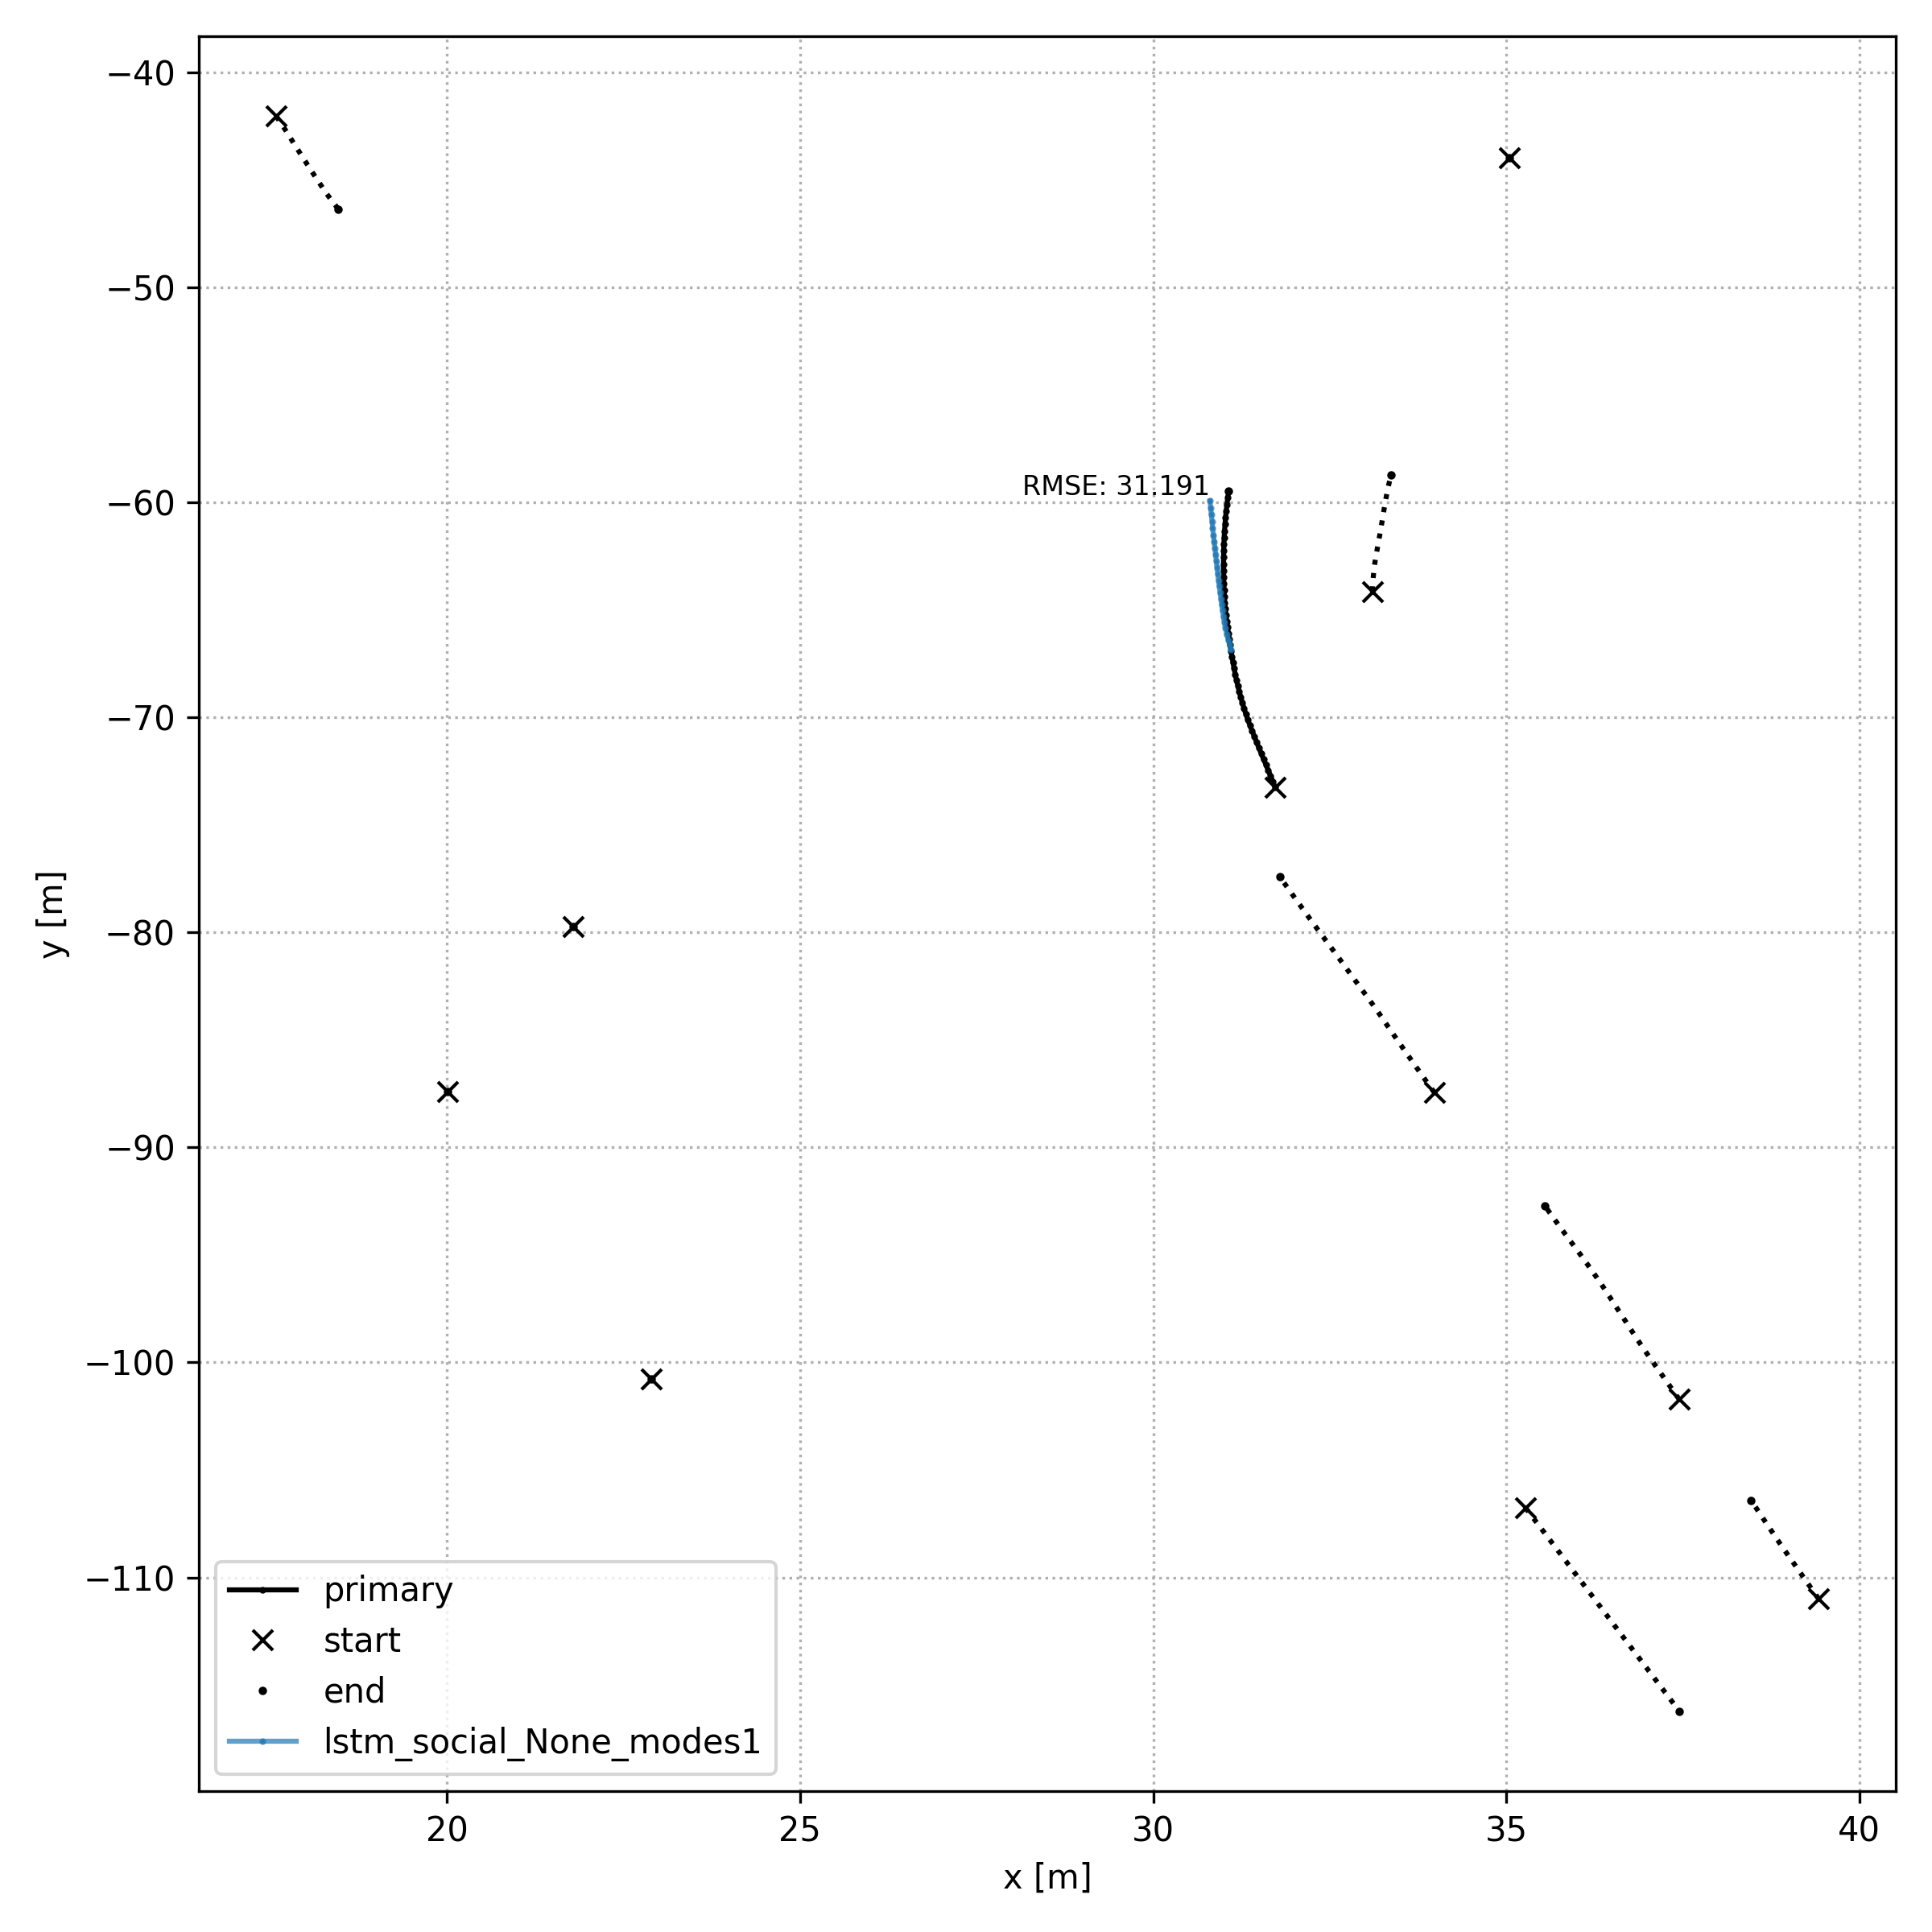 −40
−50
−60
−70
−80
−90
−100
−110
y [m]
RMSE: 31.191
primary
start
end
lstm_social_None_modes1
20 25 30 35 40
x [m]